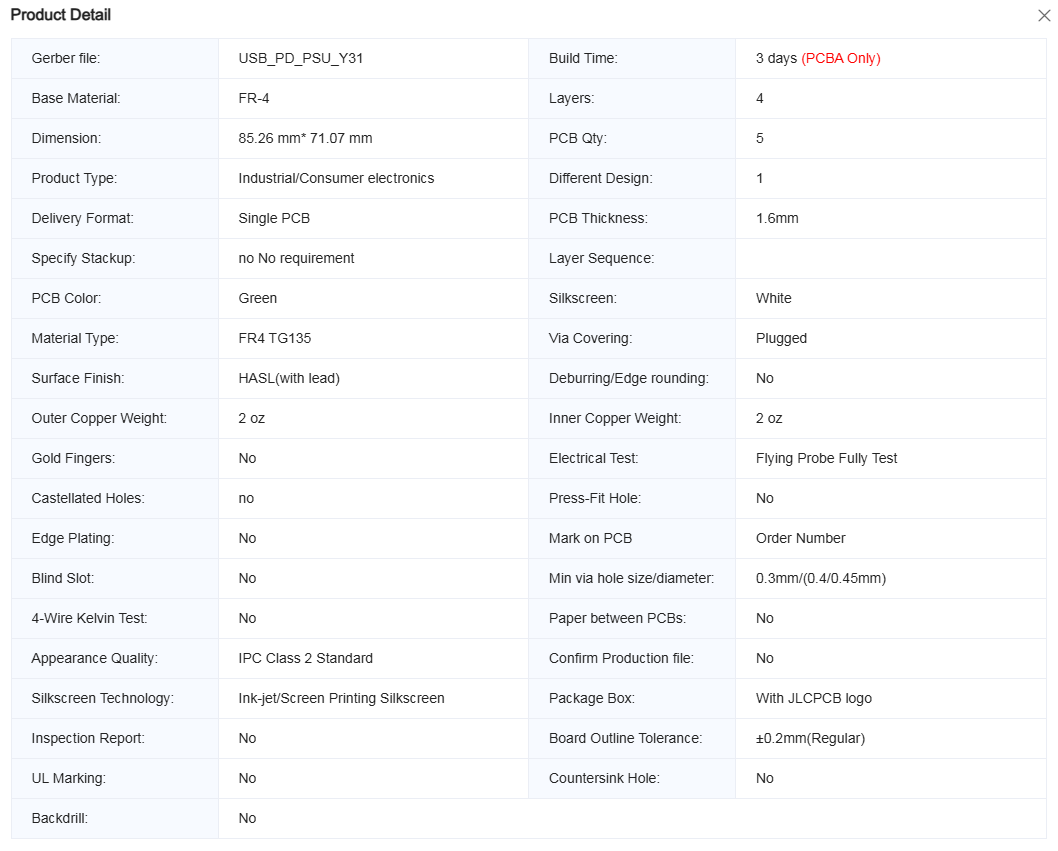 Product Detail
Gerber file: USB_PD_PSU_Y31 Build Time: 3 days (PCBA Only)
Base Material: FR-4 Layers: 4
Dimension: 85.26 mm* 71.07 mm PCB Qty: 5
Product Type: Industrial/Consumer electronics Different Design: 1
Delivery Format: Single PCB PCB Thickness: 1.6mm
Specify Stackup: no No requirement Layer Sequence:
PCB Color: Green Silkscreen: White
Material Type: FR4 TG135 Via Covering: Plugged
Surface Finish: HASL(with lead) Deburring/Edge rounding: No
Outer Copper Weight: 2 oz Inner Copper Weight: 2 oz
Gold Fingers: No Electrical Test: Flying Probe Fully Test
Castellated Holes: no Press-Fit Hole: No
Edge Plating: No Mark on PCB Order Number
Blind Slot: No Min via hole size/diameter: 0.3mm/(0.4/0.45mm)
4-Wire Kelvin Test: No Paper between PCBs: No
Appearance Quality: IPC Class 2 Standard Confirm Production file: No
Silkscreen Technology: Ink-jet/Screen Printing Silkscreen Package Box: With JLCPCB logo
Inspection Report: No Board Outline Tolerance: ±0.2mm(Regular)
UL Marking: No Countersink Hole: No
Backdrill: No